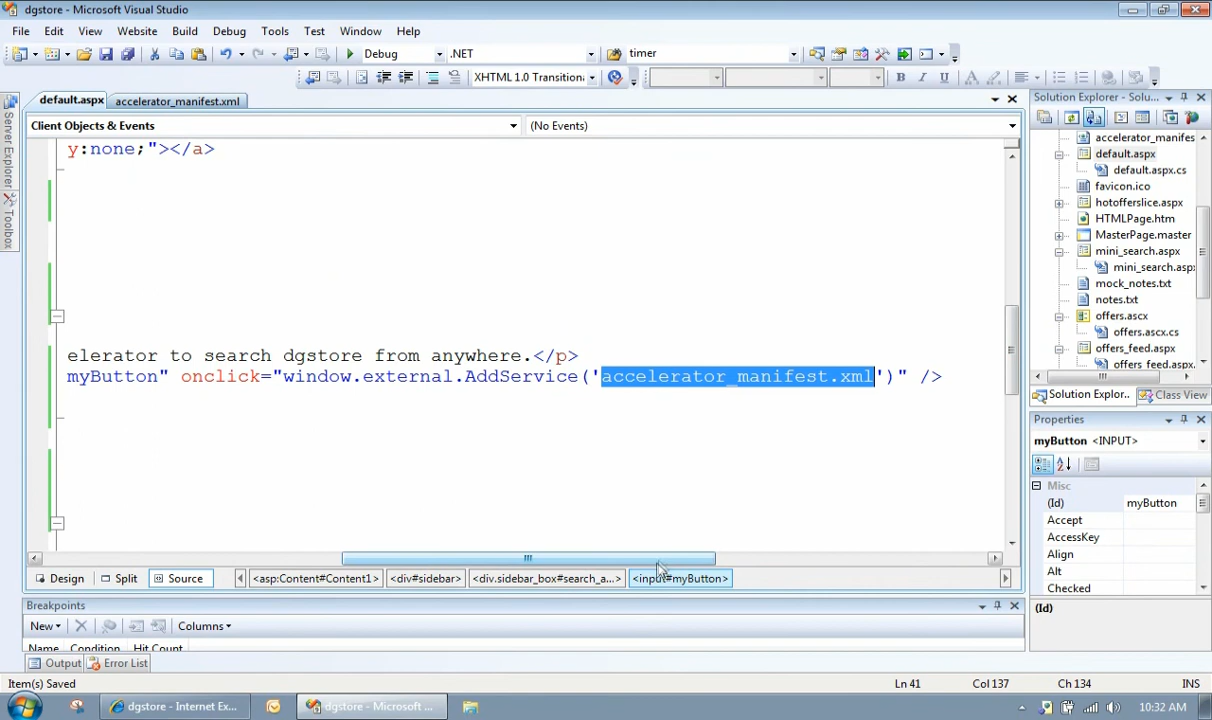 dgstore - Microsoft Visual Studio
File Edit View Website Build Debug Tools Test Window Help
Debug .NET timer
XHTML 1.0 Transition B I U A
Server Explorer
Toolbox
default.aspx accelerator_manifest.xml
Client Objects & Events (No Events)
y:none;"></a>
elerator to search dgstore from anywhere.</p>
myButton" onclick="window.external.AddService('accelerator_manifest.xml')" />
Design Split Source <asp:Content#Content1> <div#sidebar> <div.sidebar_box#search_a...> <input#myButton>
Breakpoints
New Columns
Name Condition Hit Count
Output Error List
Solution Explorer - Solu...
accelerator_manifes
default.aspx
default.aspx.cs
favicon.ico
hotofferslice.aspx
HTMLPage.htm
MasterPage.master
mini_search.aspx
mini_search.asp
mock_notes.txt
notes.txt
offers.ascx
offers.ascx.cs
offers_feed.aspx
offers_feed.aspx
Solution Explor... Class View
Properties
myButton <INPUT>
Misc
(Id) myButton
Accept
AccessKey
Align
Alt
Checked
(Id)
Item(s) Saved Ln 41 Col 137 Ch 134 INS
dgstore - Internet Ex... dgstore - Microsoft ... 10:32 AM